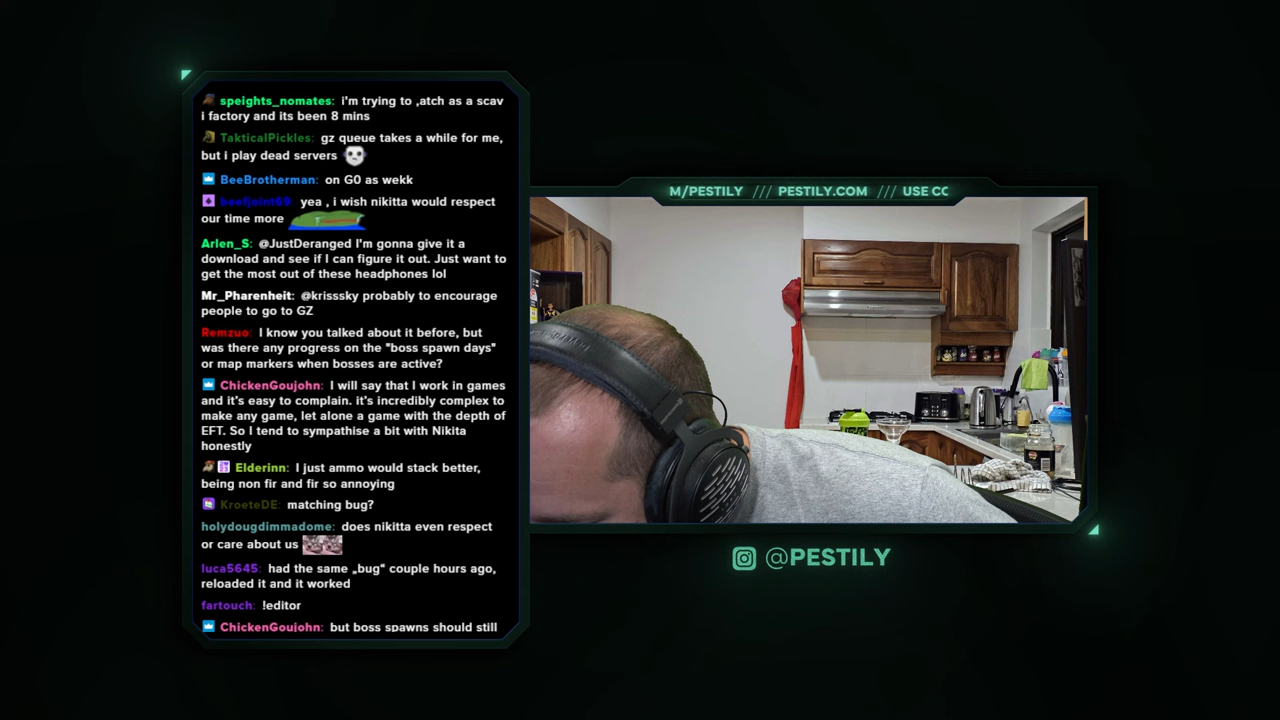 speights_nomates: i'm trying to ,atch as a scav
i factory and its been 8 mins
TakticalPickles: gz queue takes a while for me,
but i play dead servers
BeeBrotherman: on G0 as wekk
beefjoint69: yea , i wish nikitta would respect
our time more
Arlen_S: @JustDeranged I'm gonna give it a
download and see if I can figure it out. Just want to
get the most out of these headphones lol
Mr_Pharenheit: @krisssky probably to encourage
people to go to GZ
Remzuo: I know you talked about it before, but
was there any progress on the "boss spawn days"
or map markers when bosses are active?
ChickenGoujohn: I will say that I work in games
and it's easy to complain. it's incredibly complex to
make any game, let alone a game with the depth of
EFT. So I tend to sympathise a bit with Nikita
honestly
Elderinn: I just ammo would stack better,
being non fir and fir so annoying
KroeteDE: matching bug?
holydougdimmadome: does nikitta even respect
or care about us
luca5645: had the same „bug“ couple hours ago,
reloaded it and it worked
fartouch: !editor
ChickenGoujohn: but boss spawns should still
M/PESTILY /// PESTILY.COM /// USE CC
@PESTILY